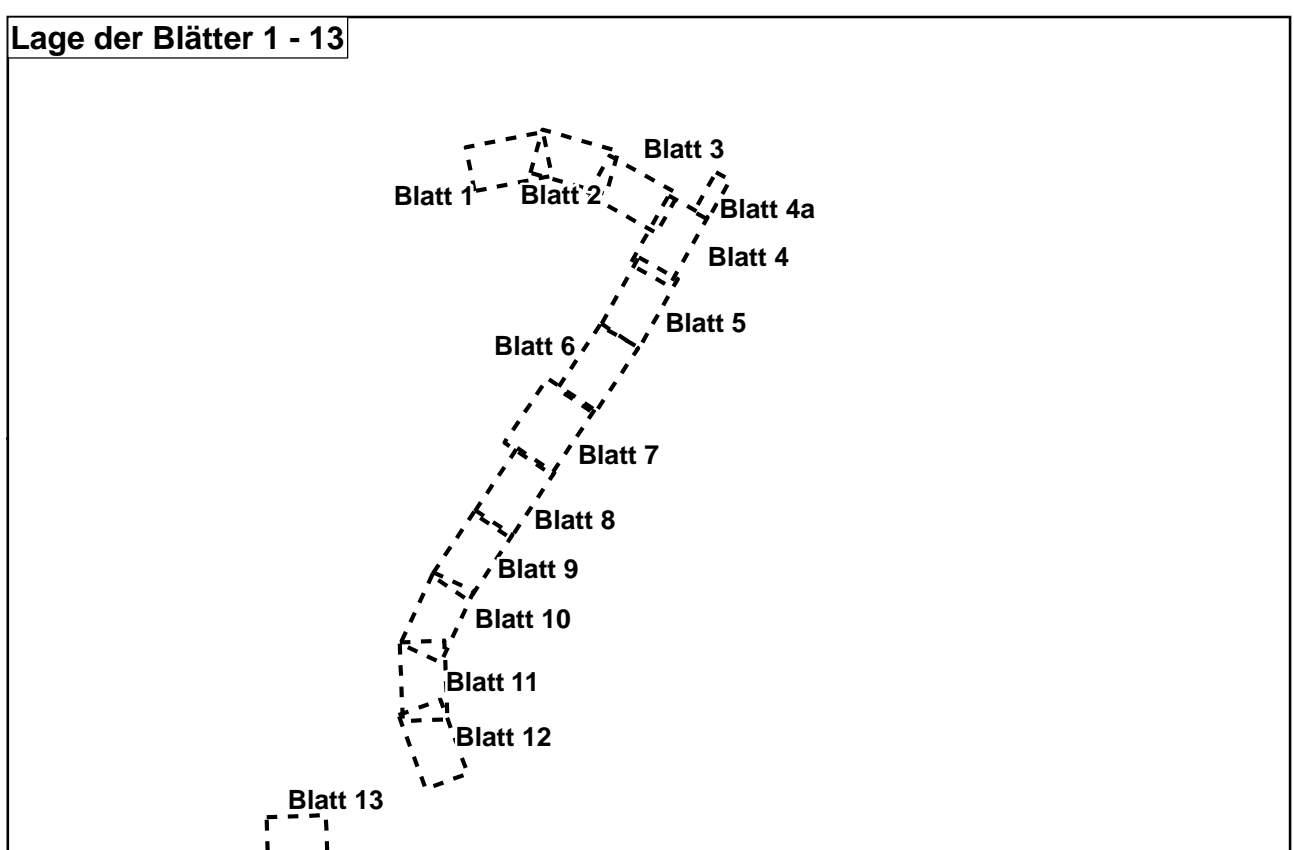 Lage der Blätter 1 - 13
Blatt 3
Blatt 1
Blatt 2
Blatt 4a
Blatt 4
Blatt 5
Blatt 6
Blatt 7
Blatt 8
Blatt 9
Blatt 10
Blatt 11
Blatt 12
Blatt 13